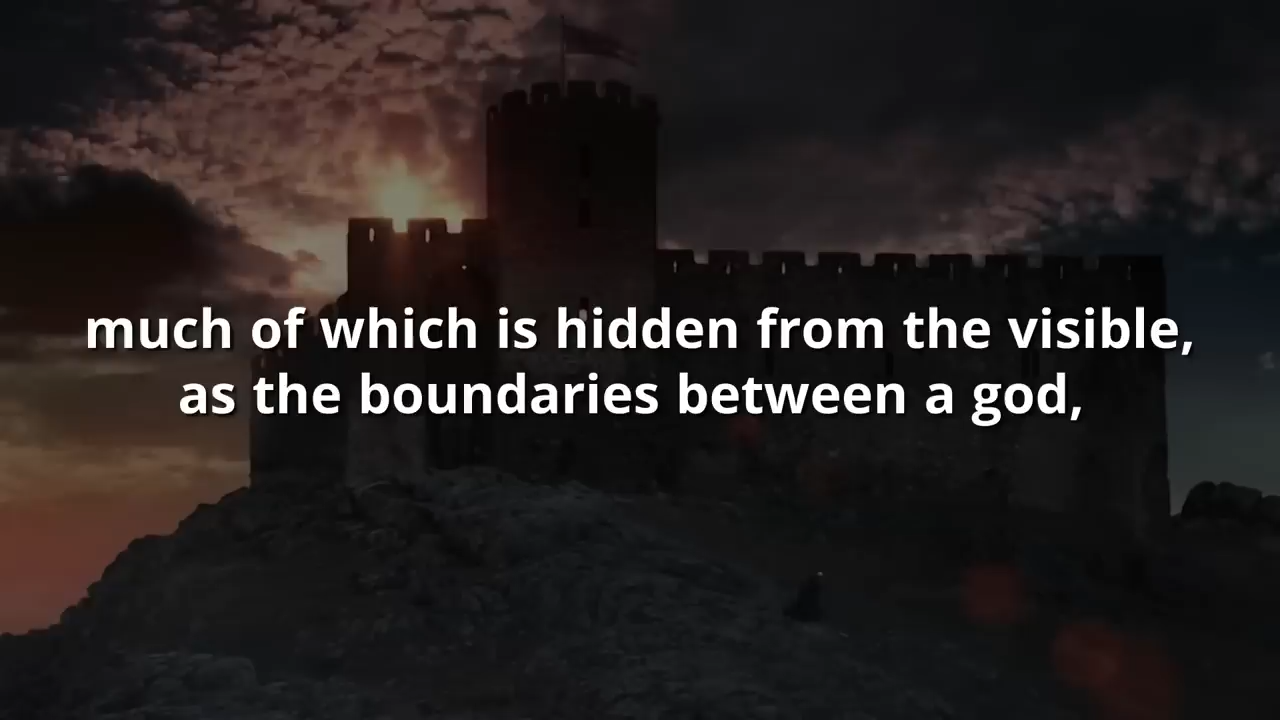 much of which is hidden from the visible,
as the boundaries between a god,